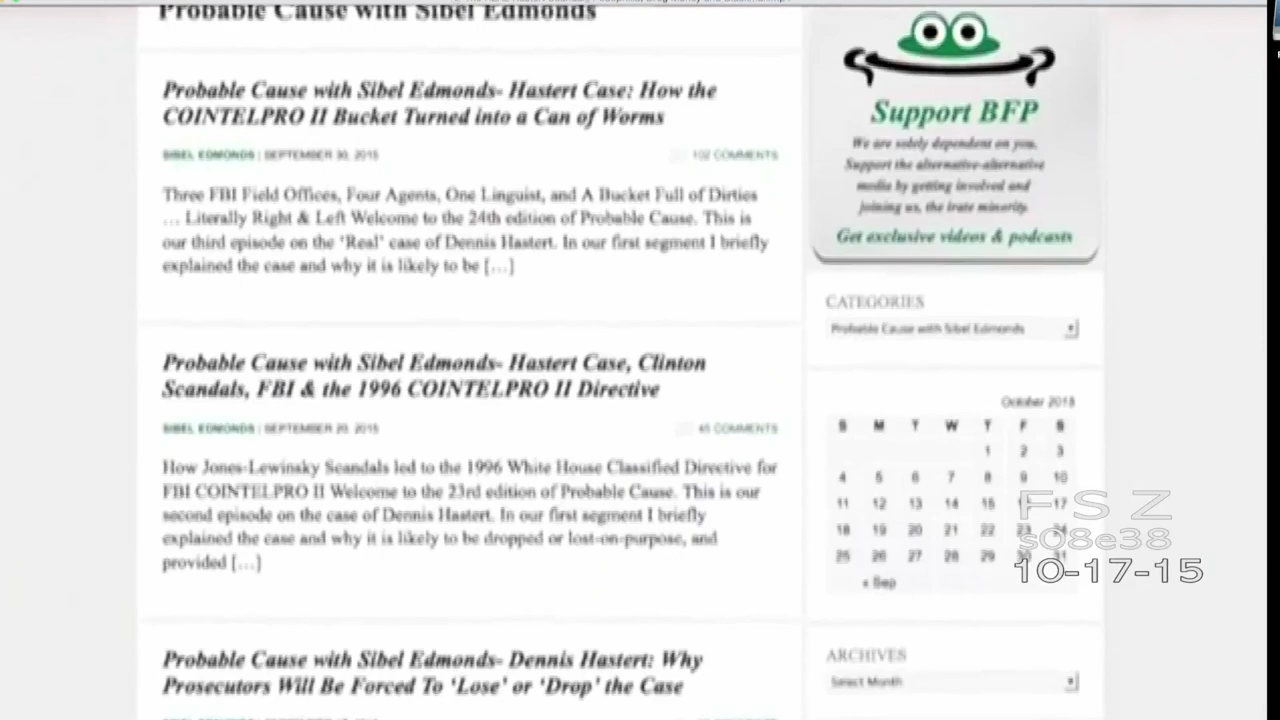 Probable Cause with Sibel Edmonds
Probable Cause with Sibel Edmonds- Hastert Case: How the
COINTELPRO II Bucket Turned into a Can of Worms
SIBEL EDMONDS | SEPTEMBER 30, 2015
102 COMMENTS
Three FBI Field Offices, Four Agents, One Linguist, and A Bucket Full of Dirties
… Literally Right & Left Welcome to the 24th edition of Probable Cause. This is
our third episode on the ‘Real’ case of Dennis Hastert. In our first segment I briefly
explained the case and why it is likely to be […]
Probable Cause with Sibel Edmonds- Hastert Case, Clinton
Scandals, FBI & the 1996 COINTELPRO II Directive
SIBEL EDMONDS | SEPTEMBER 20, 2015
COMMENTS
How Jones-Lewinsky Scandals led to the 1996 White House Classified Directive for
FBI COINTELPRO II Welcome to the 23rd edition of Probable Cause. This is our
second episode on the case of Dennis Hastert. In our first segment I briefly
explained the case and why it is likely to be dropped or lost-on-purpose, and
provided […]
Probable Cause with Sibel Edmonds- Dennis Hastert: Why
Prosecutors Will Be Forced To ‘Lose’ or ‘Drop’ the Case
Support BFP
We are solely dependent on you.
Support the alternative-alternative
media by getting involved and
joining us, the irate minority.
Get exclusive videos & podcasts
CATEGORIES
Probable Cause with Sibel Edmonds
October 2015
S M T W T F S
1 2 3
4 5 6 7 8 9 10
11 12 13 14 15 17
18 19 20 21 22 23 24
25 26 27 28 29 30 31
« Sep
FSZ
s08e38
10-17-15
ARCHIVES
Select Month